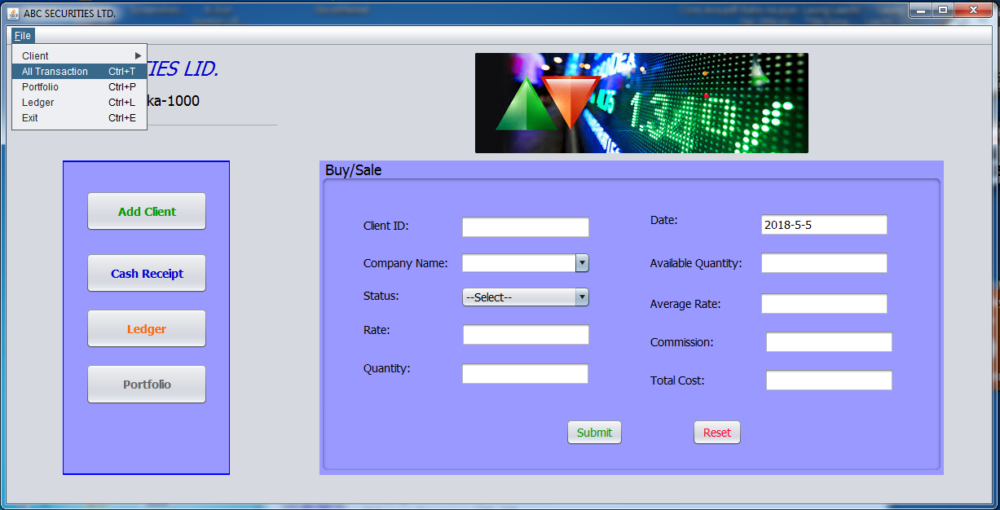 ABC SECURITIES LTD.
File
Client
All Transaction Ctrl+T
Portfolio Ctrl+P
Ledger Ctrl+L
Exit Ctrl+E
TIES LTD.
ka-1000
Buy/Sale
Add Client
Cash Receipt
Ledger
Portfolio
Client ID:
Company Name:
Status: --Select--
Rate:
Quantity:
Date: 2018-5-5
Available Quantity:
Average Rate:
Commission:
Total Cost:
Submit Reset